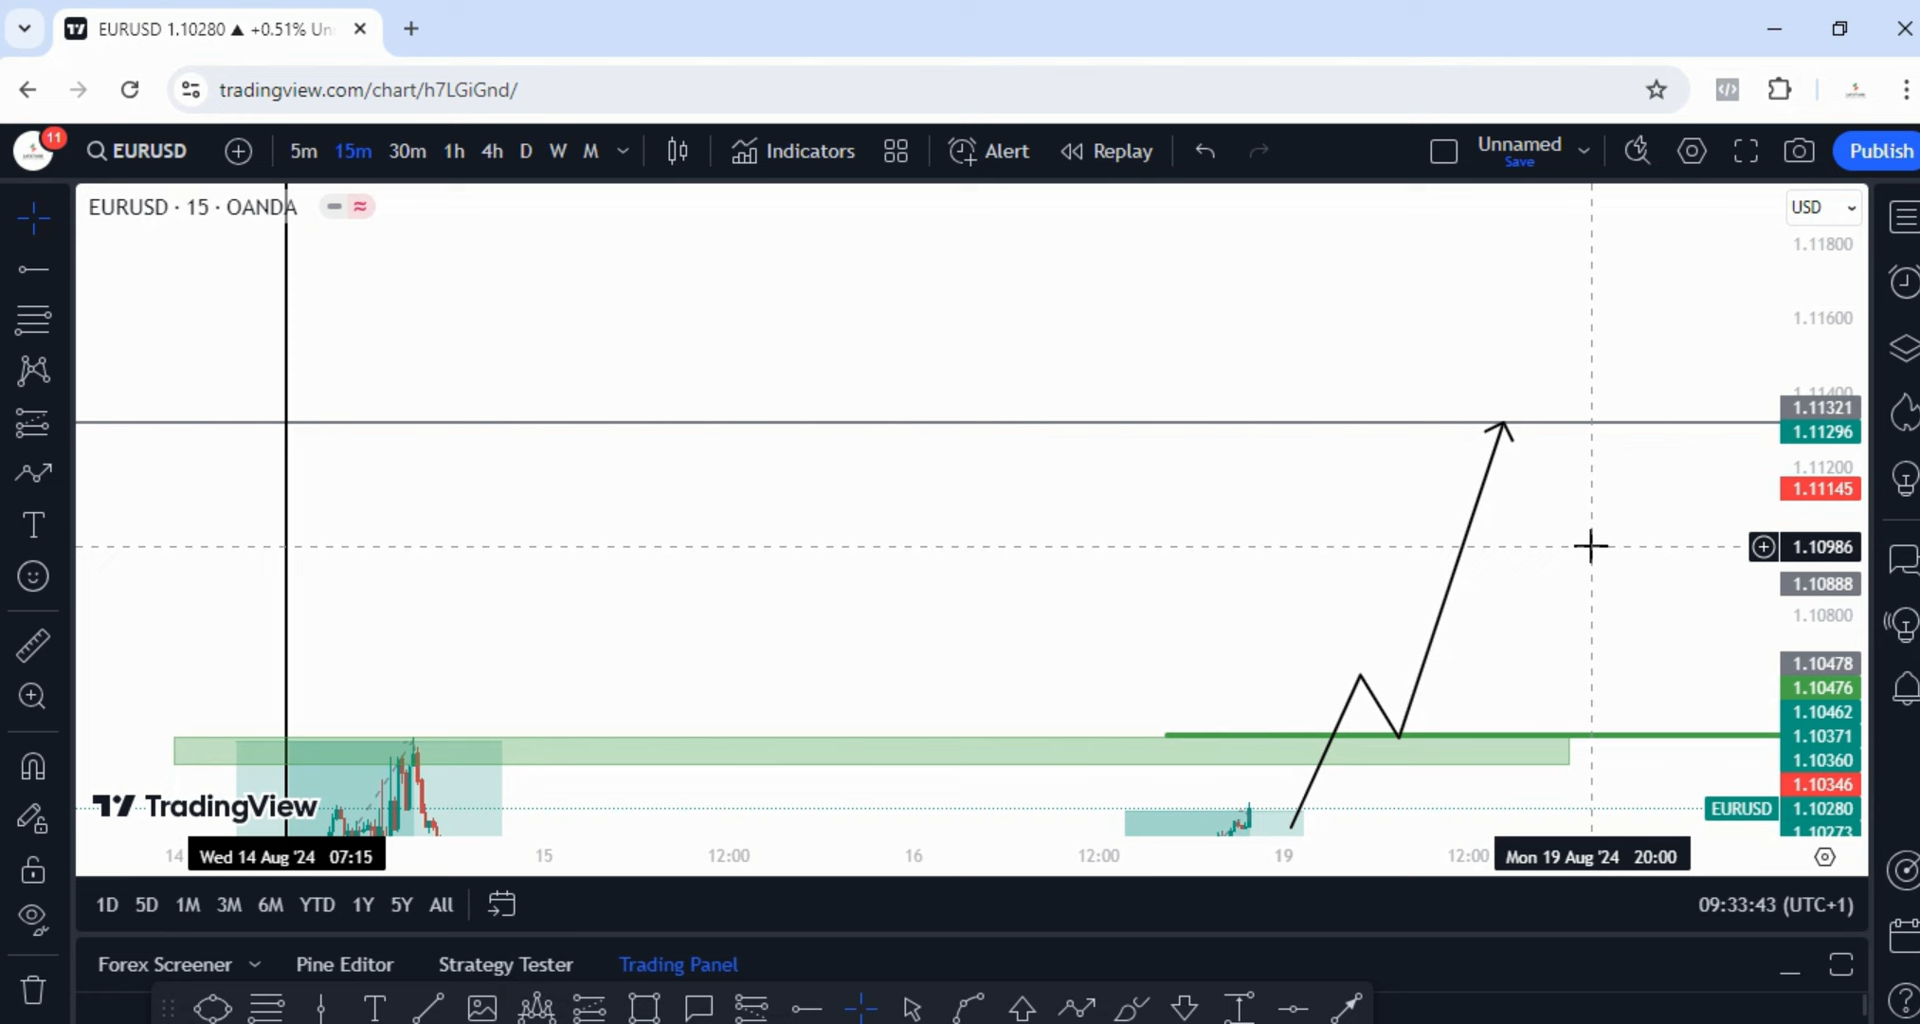 EURUSD 1.10280 ▲ +0.51% Un
tradingview.com/chart/h7LGiGnd/
11
EURUSD
5m 15m 30m 1h 4h D W M
Indicators
Alert
Replay
Unnamed
Save
Publish
EURUSD · 15 · OANDA
USD
1.11800
1.11600
1.11400
1.11321
1.11296
1.11200
1.11145
1.10986
1.10888
1.10800
1.10478
1.10476
1.10462
1.10371
1.10360
1.10346
EURUSD 1.10280
1.10273
TradingView
14 Wed 14 Aug '24 07:15 15 12:00 16 12:00 19 12:00 Mon 19 Aug '24 20:00
1D 5D 1M 3M 6M YTD 1Y 5Y All
09:33:43 (UTC+1)
Forex Screener Pine Editor Strategy Tester Trading Panel